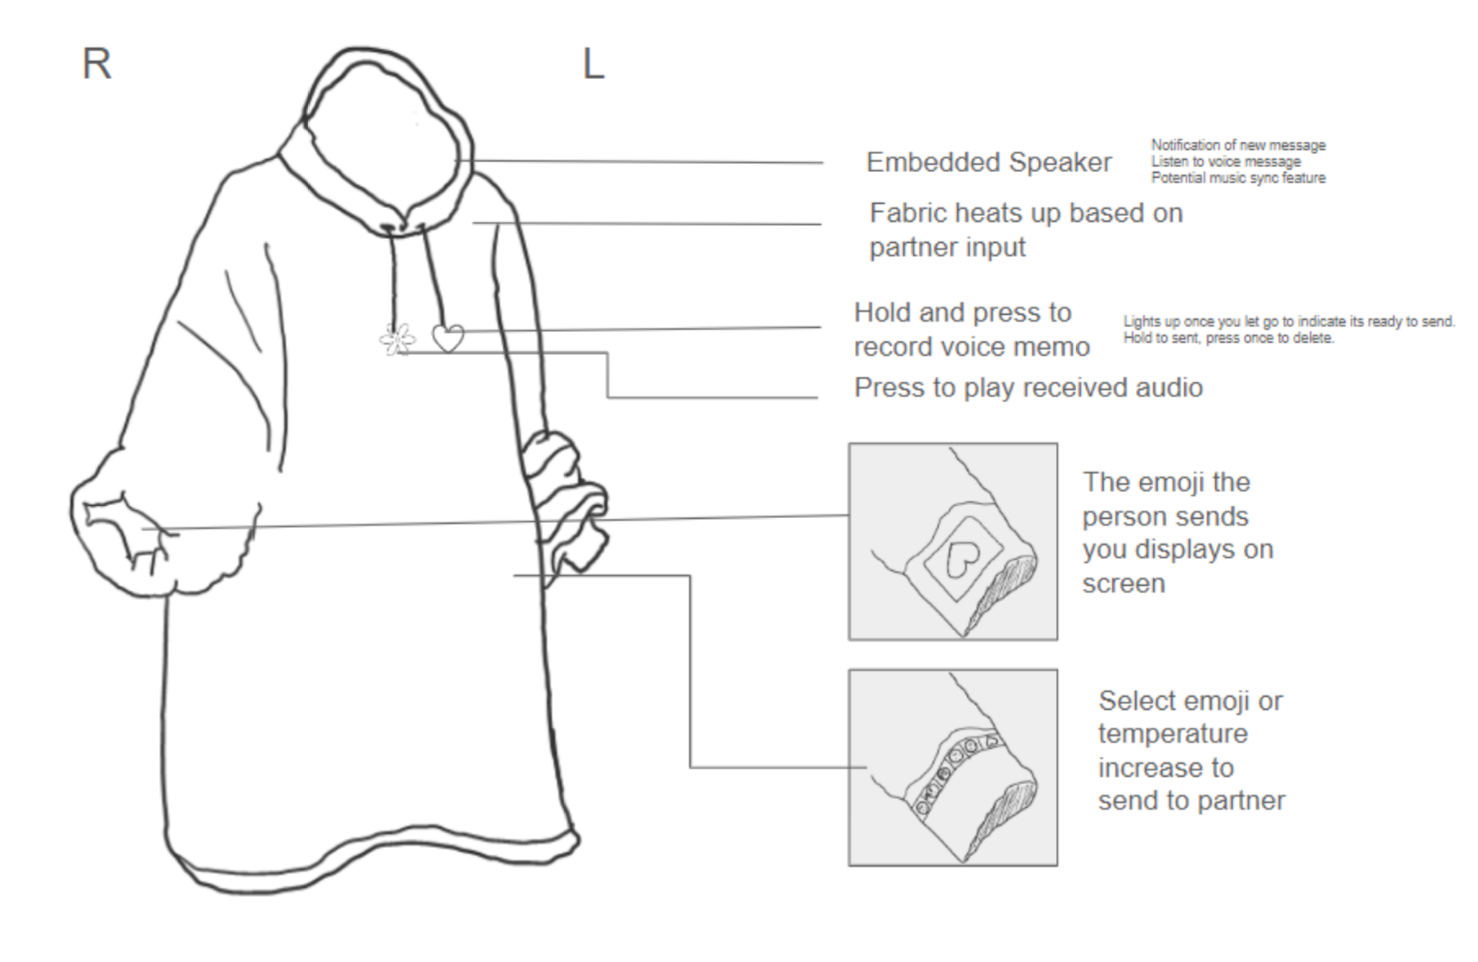 R
L
Embedded Speaker
Notification of new message
Listen to voice message
Potential music sync feature
Fabric heats up based on
partner input
Hold and press to
record voice memo
Lights up once you let go to indicate its ready to send.
Hold to sent, press once to delete.
Press to play received audio
The emoji the
person sends
you displays on
screen
Select emoji or
temperature
increase to
send to partner